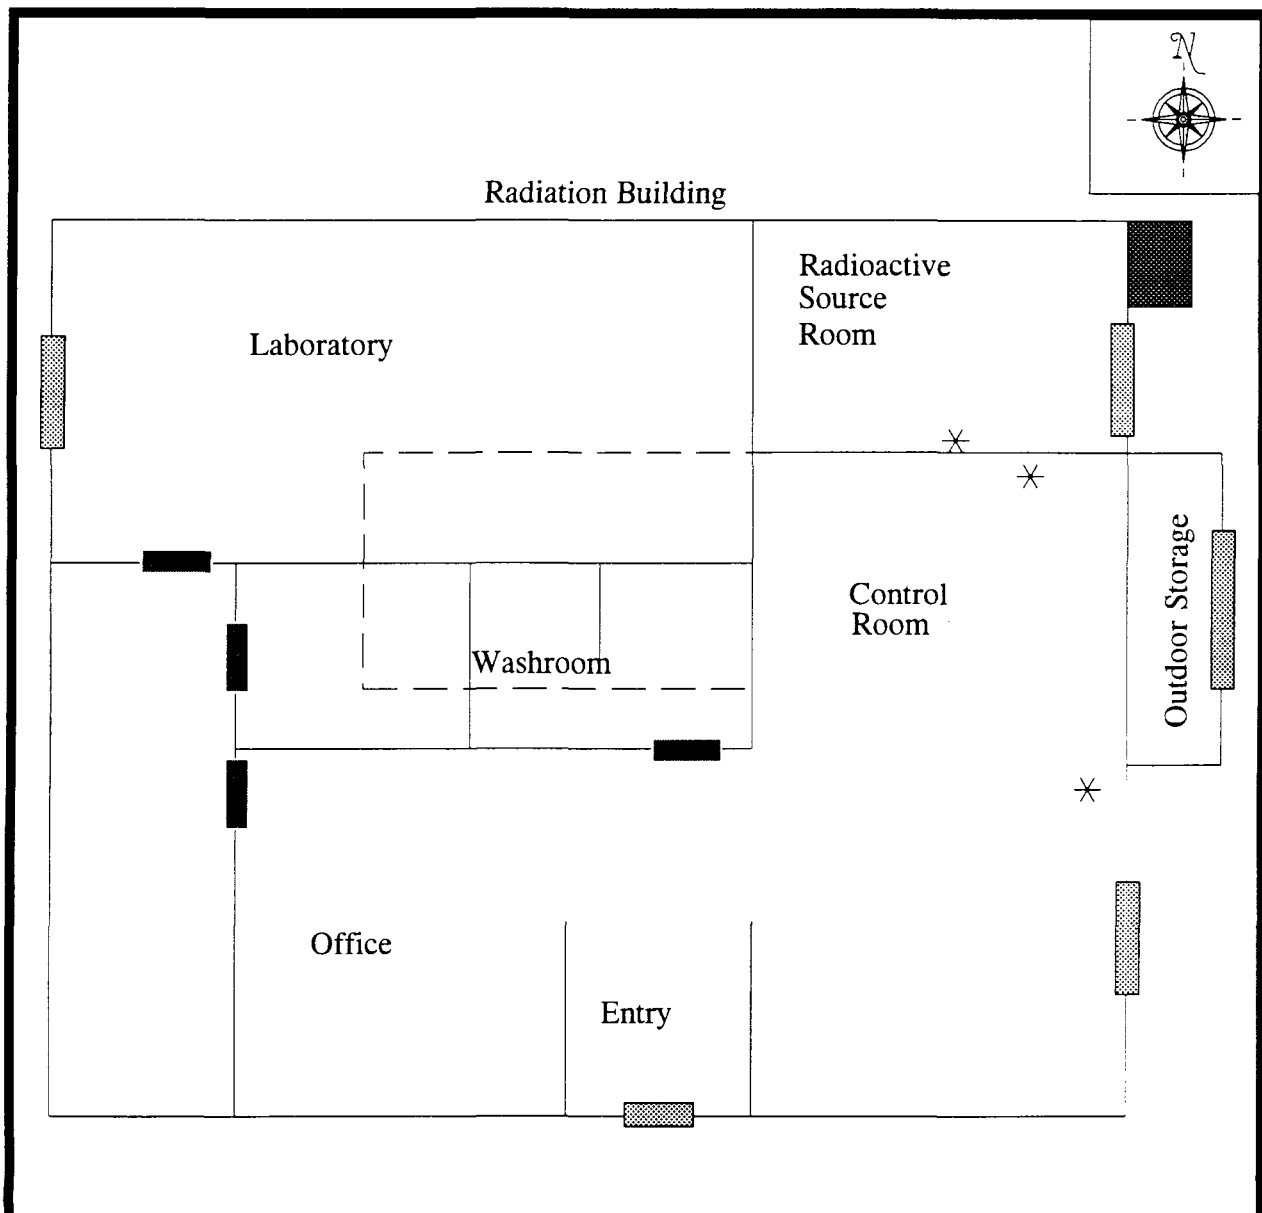 N
Radiation Building
Radioactive
Source
Room
Laboratory
Control
Room
Outdoor Storage
Washroom
Office
Entry